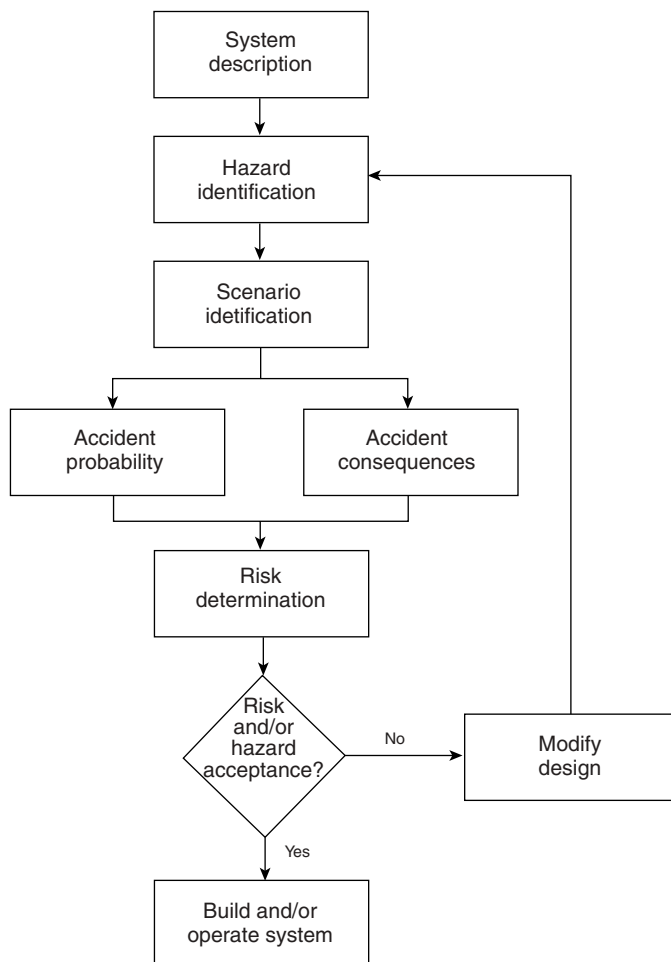 System
description
Hazard
identification
Scenario
idetification
Accident
probability
Accident
consequences
Risk
determination
Risk
and/or
hazard
acceptance?
No
Modify
design
Yes
Build and/or
operate system